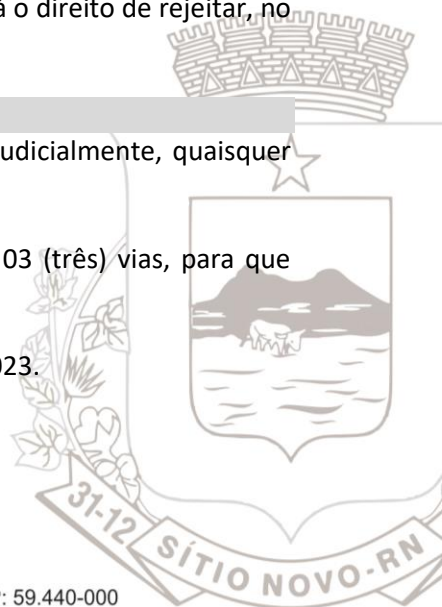 á o direito de rejeitar, no
udicialmente, quaisquer
03 (três) vias, para que
023.
31-12 SÍTIO NOVO-RN
: 59.440-000